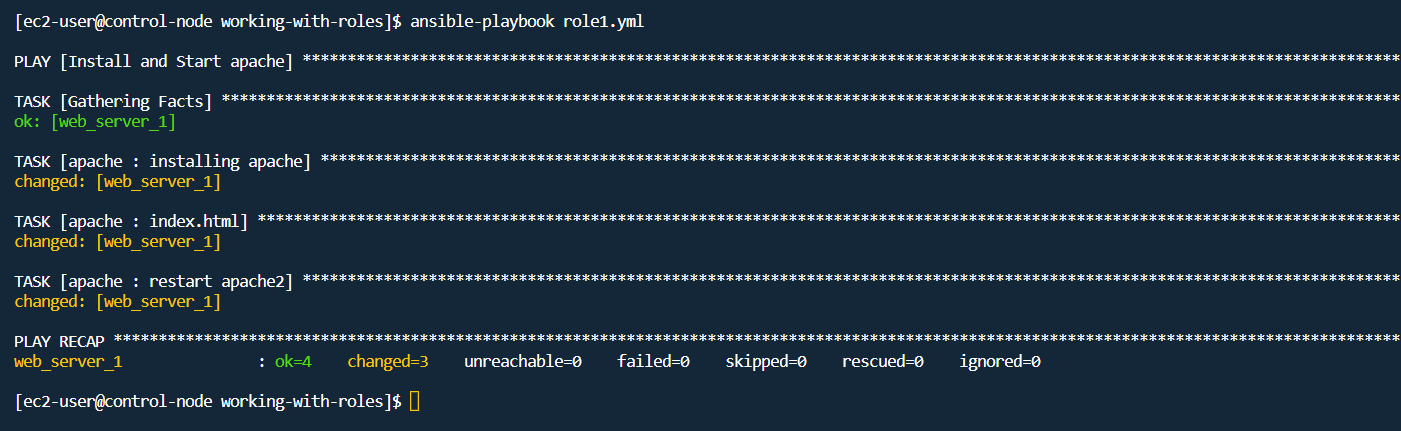 [ec2-user@control-node working-with-roles]$ ansible-playbook role1.yml
PLAY [Install and Start apache] ****************************************************************************************************************************
TASK [Gathering Facts] *************************************************************************************************************************************
ok: [web_server_1]
TASK [apache : installing apache] **************************************************************************************************************************
changed: [web_server_1]
TASK [apache : index.html] *********************************************************************************************************************************
changed: [web_server_1]
TASK [apache : restart apache2] ****************************************************************************************************************************
changed: [web_server_1]
PLAY RECAP *************************************************************************************************************************************************
web_server_1               : ok=4    changed=3    unreachable=0    failed=0    skipped=0    rescued=0    ignored=0
[ec2-user@control-node working-with-roles]$